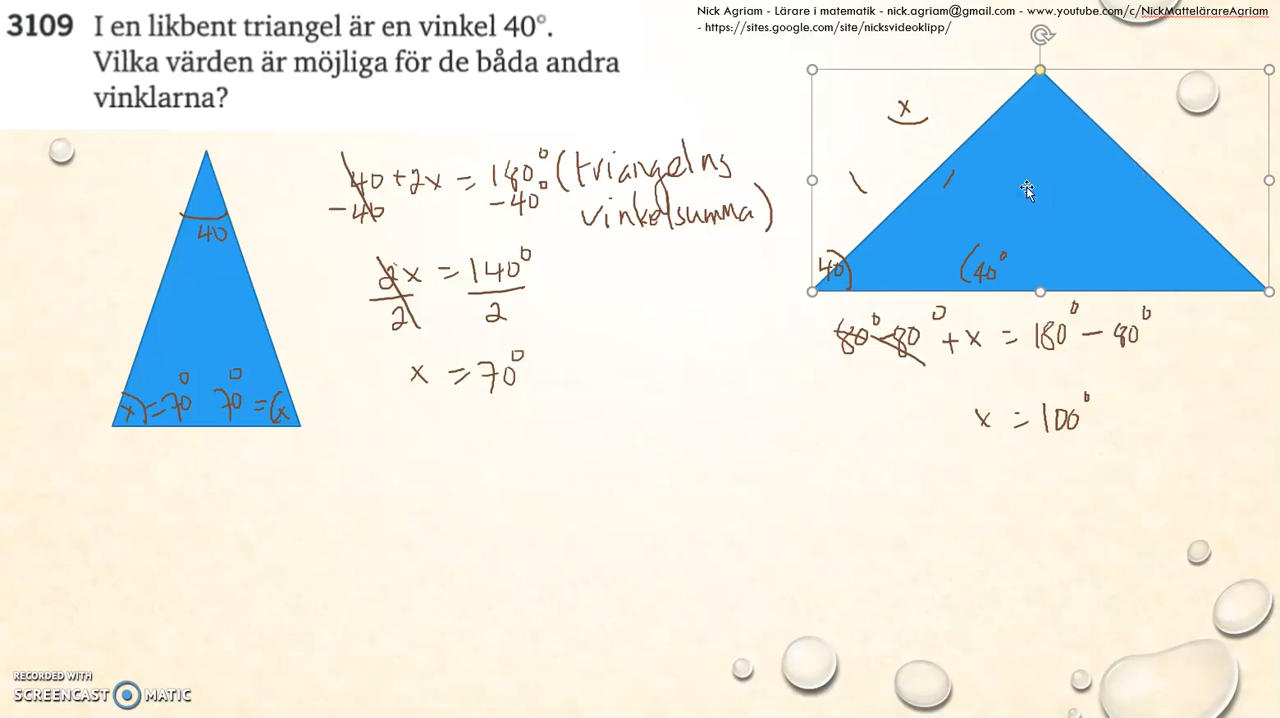 3109 I en likbent triangel är en vinkel 40°.
Vilka värden är möjliga för de båda andra
vinklarna?
Nick Agriam - Lärare i matematik - nick.agriam@gmail.com - www.youtube.com/c/NickMattelärareAgriam
- https://sites.google.com/site/nicksvideoklipp/
40
x) = 70° 70° = (x
40 + 2x = 180° (triangelns
-40 -40° vinkelsumma)
2x = 140°
2 2
x = 70°
x
40) (40°
80° - 80° + x = 180° - 80°
x = 100°
RECORDED WITH
SCREENCAST MATIC